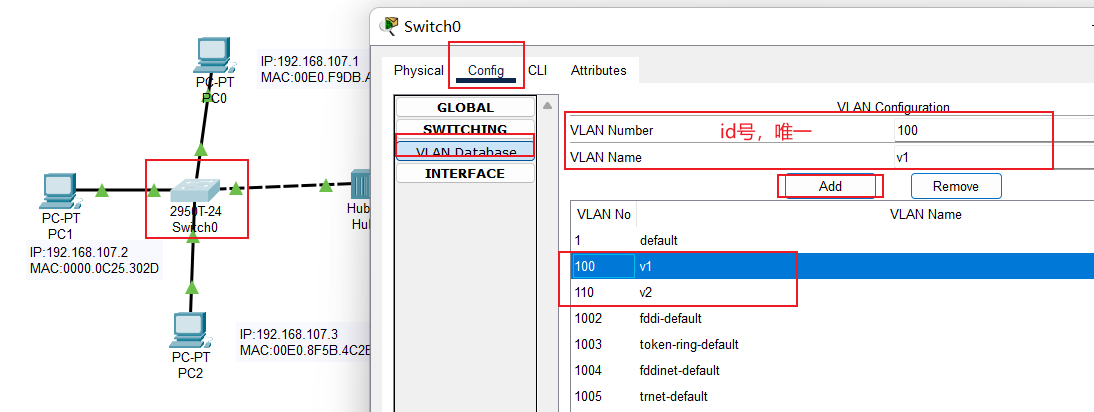 IP:192.168.107.1
MAC:00E0.F9DB.A
PC-PT
PC0
2950T-24
Switch0
Hub
Hul
PC-PT
PC1
IP:192.168.107.2
MAC:0000.0C25.302D
IP:192.168.107.3
MAC:00E0.8F5B.4C2E
PC-PT
PC2
Switch0
Physical
Config
CLI
Attributes
GLOBAL
SWITCHING
VLAN Database
INTERFACE
VLAN Configuration
VLAN Number
id号，唯一
100
VLAN Name
v1
Add
Remove
VLAN No
VLAN Name
1
default
100
v1
110
v2
1002
fddi-default
1003
token-ring-default
1004
fddinet-default
1005
trnet-default